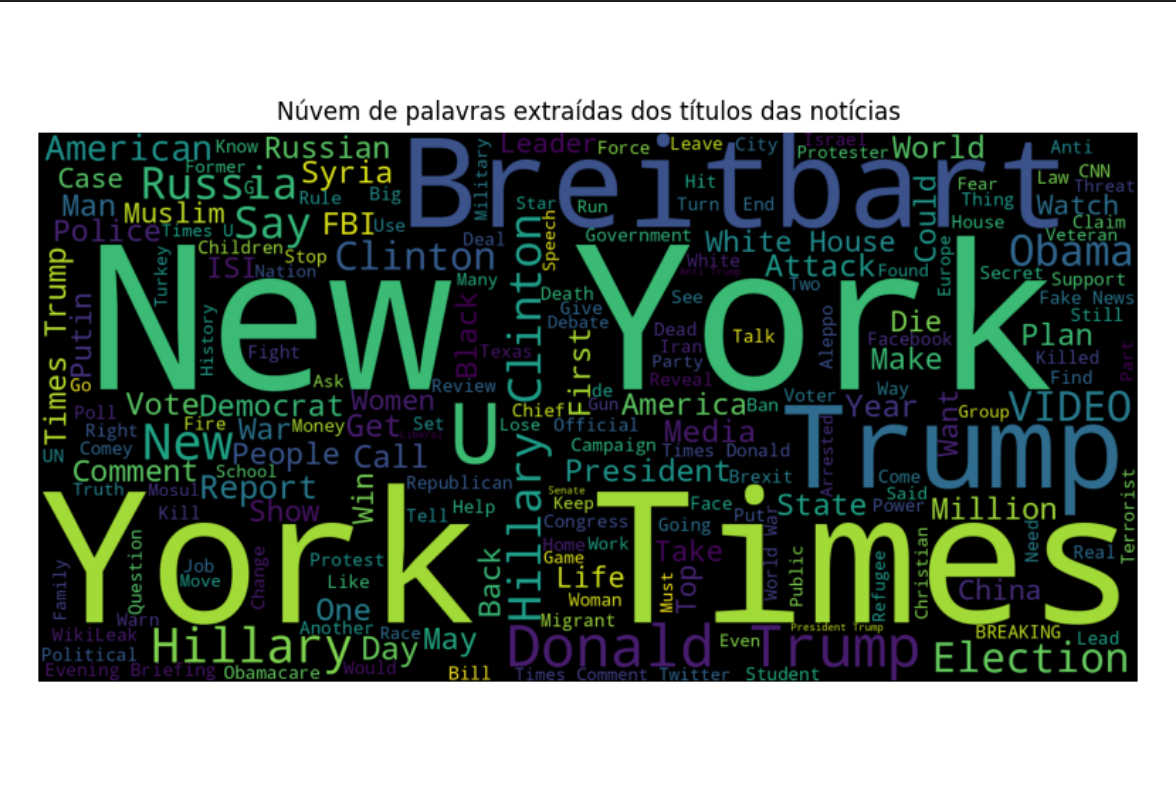 Núvem de palavras extraídas dos títulos das notícias
American Know Russian Breitbart Military Leader Force Leave City Israel Protester World Anti
Case Former Russia G Syria Rule Big Hit Fear Law CNN Threat
Man Muslim Say FBI Use Star Run Turn End Could Thing Watch
Police Times U Children Stop Clinton Deal Speech Government White House House Claim Veteran Obama
Turkey ISI Nation Many White Anti Trump Attack Found Europe Secret Support
Times Trump Putin New York Death Give Debate See Two Fake News Still
History Fight Black Texas First Dead Iran Party Talk Aleppo Die Facebook Make Plan Killed Part
Go Ask Review Hillary Clinton de Gun Reveal Voter Way Find
Poll Vote Democrat Women U Chief America Ban Trump Year Want Group VIDEO
Right Fire War Money Get Liberal Set Lose Official Media
UN Comey New People Call Campaign Times Donald Arrested
Comment School President Brexit Come
Truth Mosul Report Win Republican Senate Keep Face State Said Power Million Terrorist
Kill Show Tell Help Congress Going Put Need
York Times
Family Question Job Move Change Protest Like Back Home Work Game Take World War Public Refugee Christian Real
Warn One Life Woman Must Top China
WikiLeak Another Race Migrant President Trump BREAKING Lead
Political Hillary Day May Donald Trump Even Election
Evening Briefing Obamacare Would Bill Times Comment Twitter Student